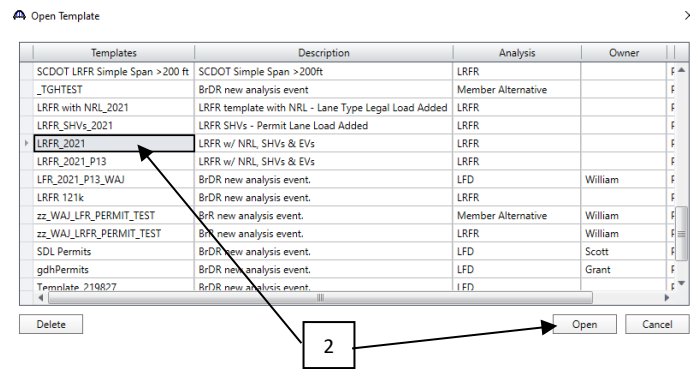 Open Template
Templates Description Analysis Owner
SCDOT LRFR Simple Span >200 ft SCDOT Simple Span >200ft LRFR
_TGHTEST BrDR new analysis event Member Alternative
LRFR with NRL_2021 LRFR template with NRL - Lane Type Legal Load Added LRFR
LRFR_SHVs_2021 LRFR SHVs - Permit Lane Load Added LRFR
LRFR_2021 LRFR w/ NRL, SHVs & EVs LRFR
LRFR_2021_P13 LRFR w/ NRL, SHVs & EVs LRFR
LFR_2021_P13_WAJ BrDR new analysis event. LFD William
LRFR 121k BrDR new analysis event. LRFR
zz_WAJ_LFR_PERMIT_TEST BrR new analysis event. Member Alternative William
zz_WAJ_LRFR_PERMIT_TEST BrR new analysis event. LRFR William
SDL Permits BrDR new analysis event. LFD Scott
gdhPermits BrDR new analysis event. LFD Grant
Template_219827 BrDR new analysis event. LFD
Delete Open Cancel
2